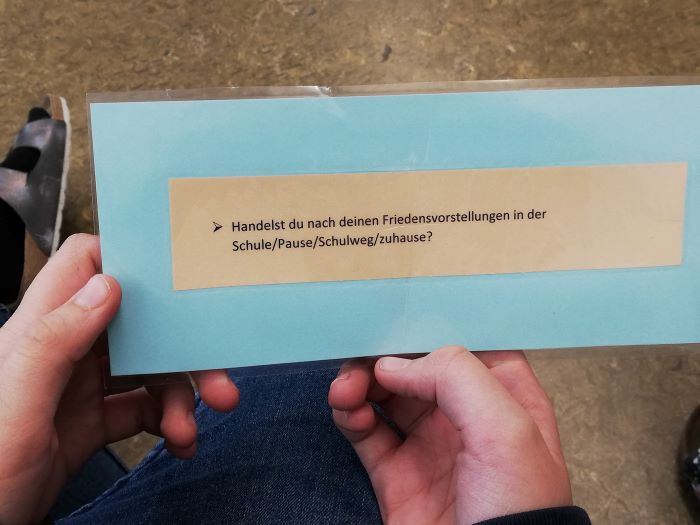 ➢ Handelst du nach deinen Friedensvorstellungen in der
Schule/Pause/Schulweg/zuhause?